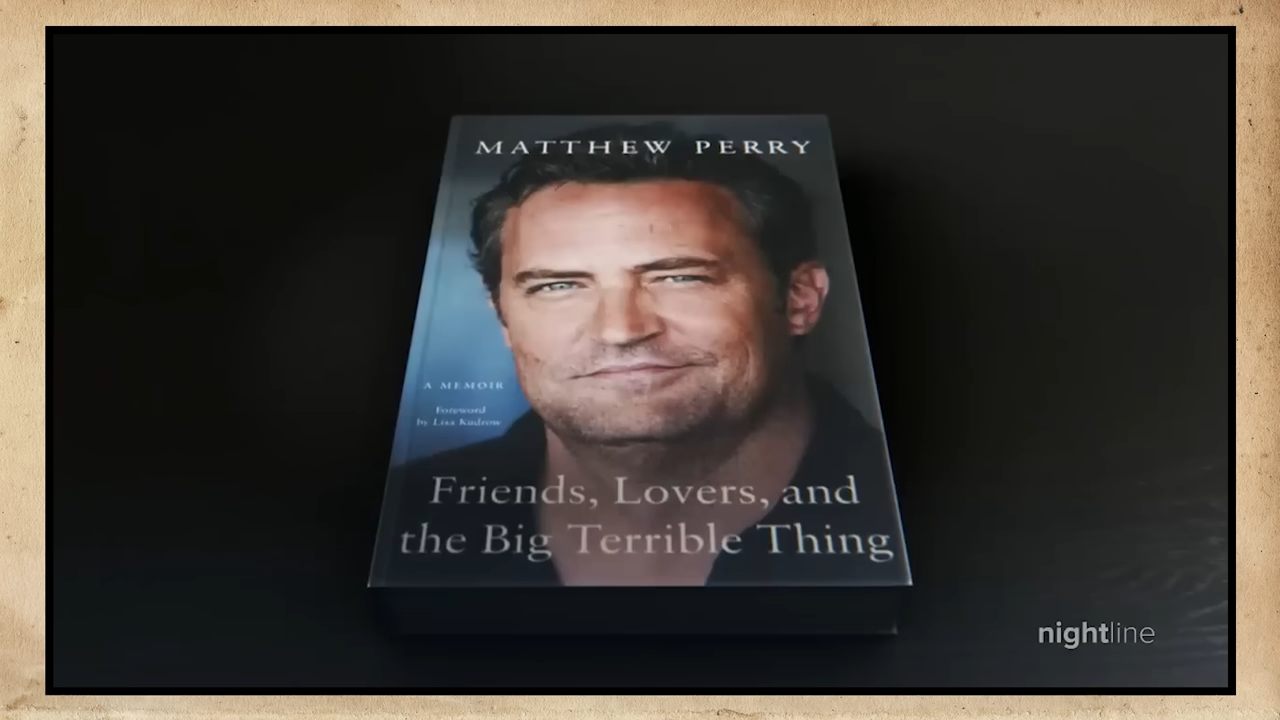 MATTHEW PERRY
A MEMOIR
Foreword
by Lisa Kudrow
Friends, Lovers, and
the Big Terrible Thing
nightline